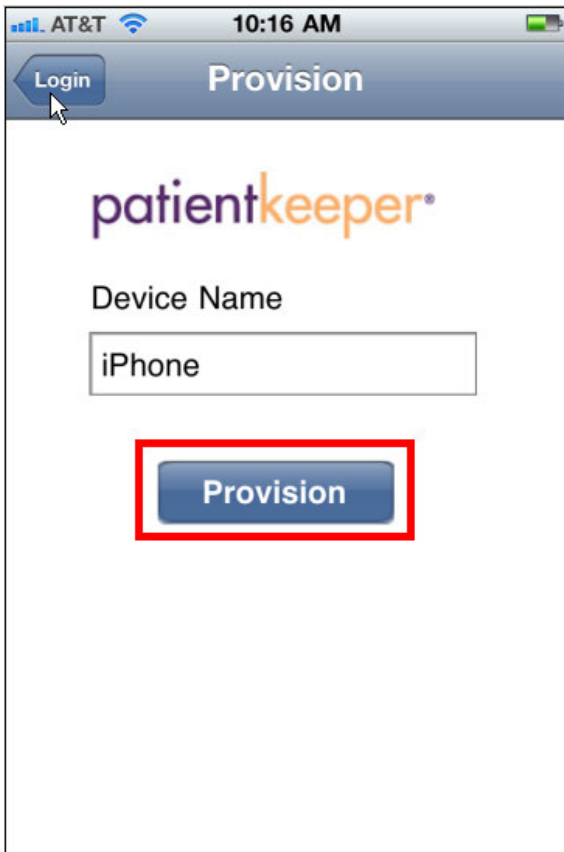 AT&T 10:16 AM
Login Provision
patientkeeper®
Device Name
iPhone
Provision